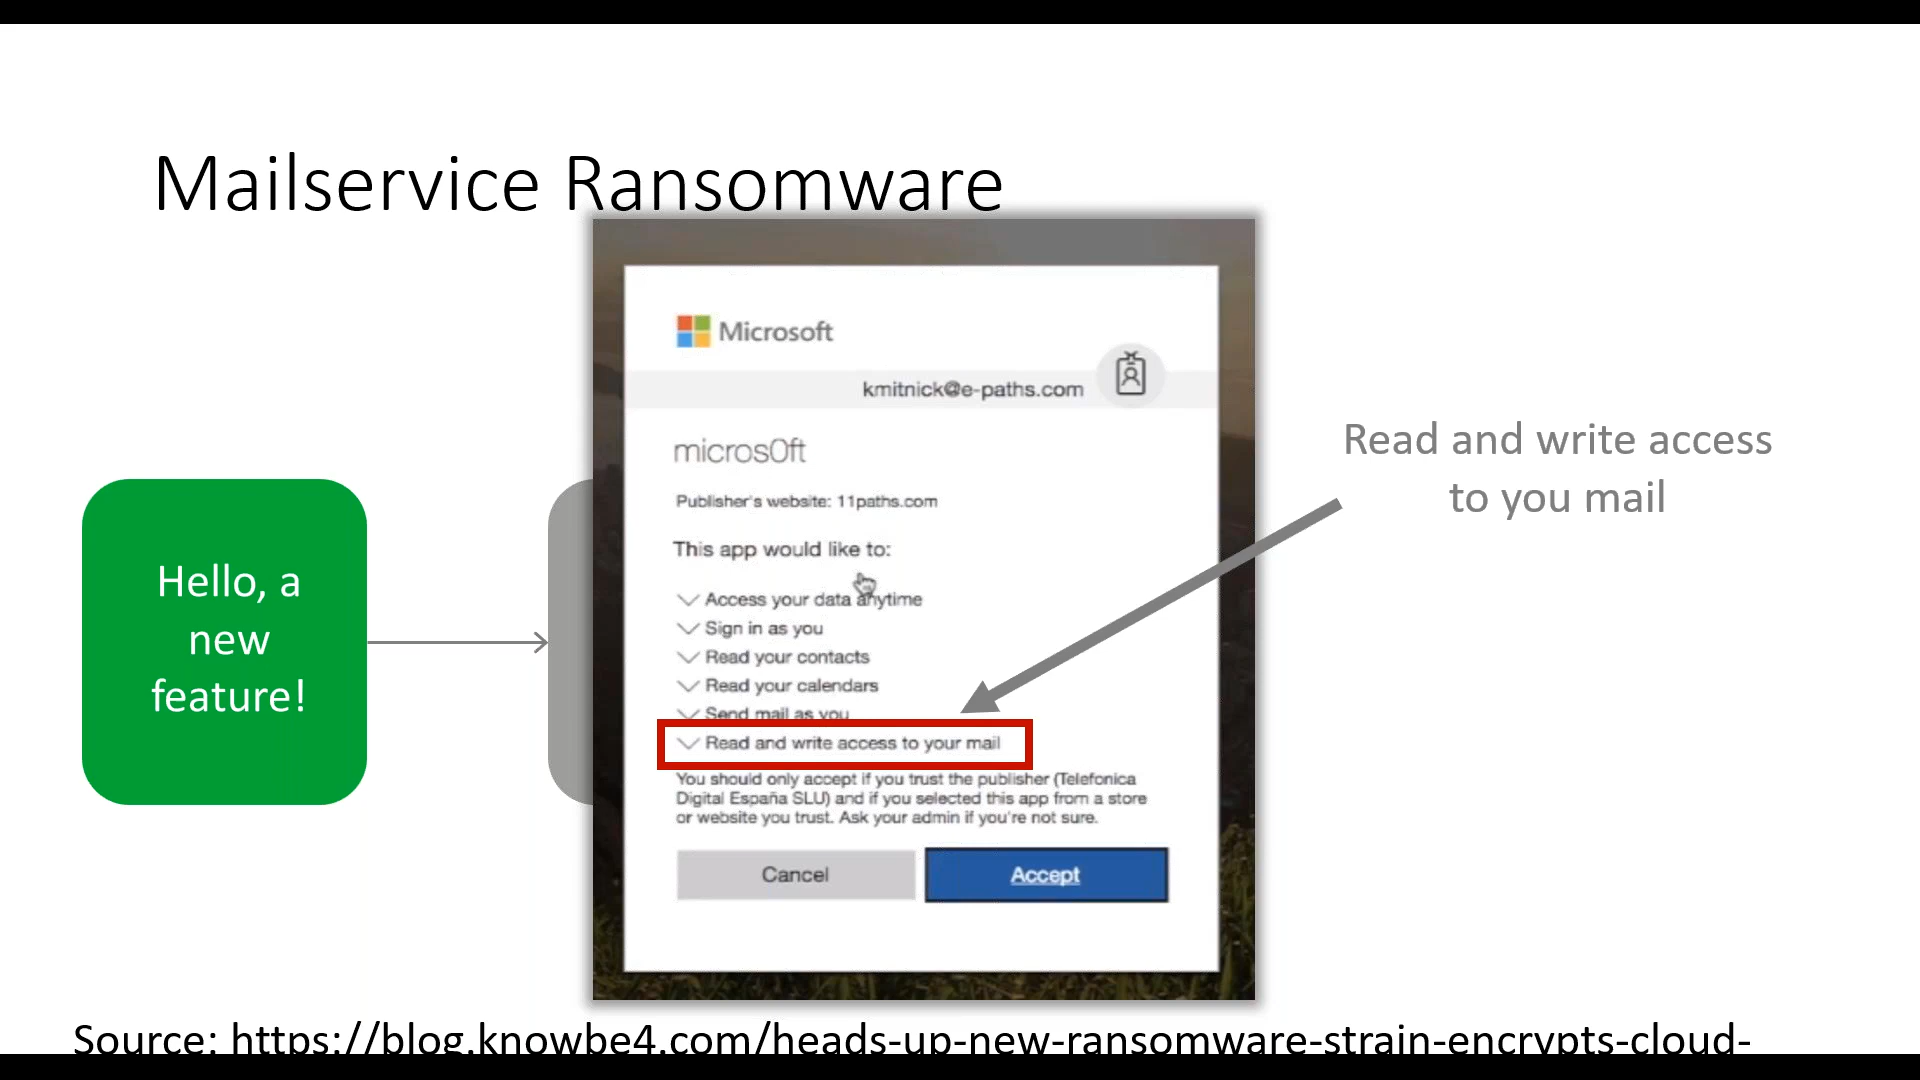 Mailservice Ransomware
Hello, a
new
feature!
Microsoft
kmitnick@e-paths.com
micros0ft
Publisher's website: 11paths.com
This app would like to:
Access your data anytime
Sign in as you
Read your contacts
Read your calendars
Send mail as you
Read and write access to your mail
You should only accept if you trust the publisher (Telefonica
Digital España SLU) and if you selected this app from a store
or website you trust. Ask your admin if you're not sure.
Cancel
Accept
Read and write access
to you mail
Source: https://blog.knowbe4.com/heads-up-new-ransomware-strain-encrypts-cloud-